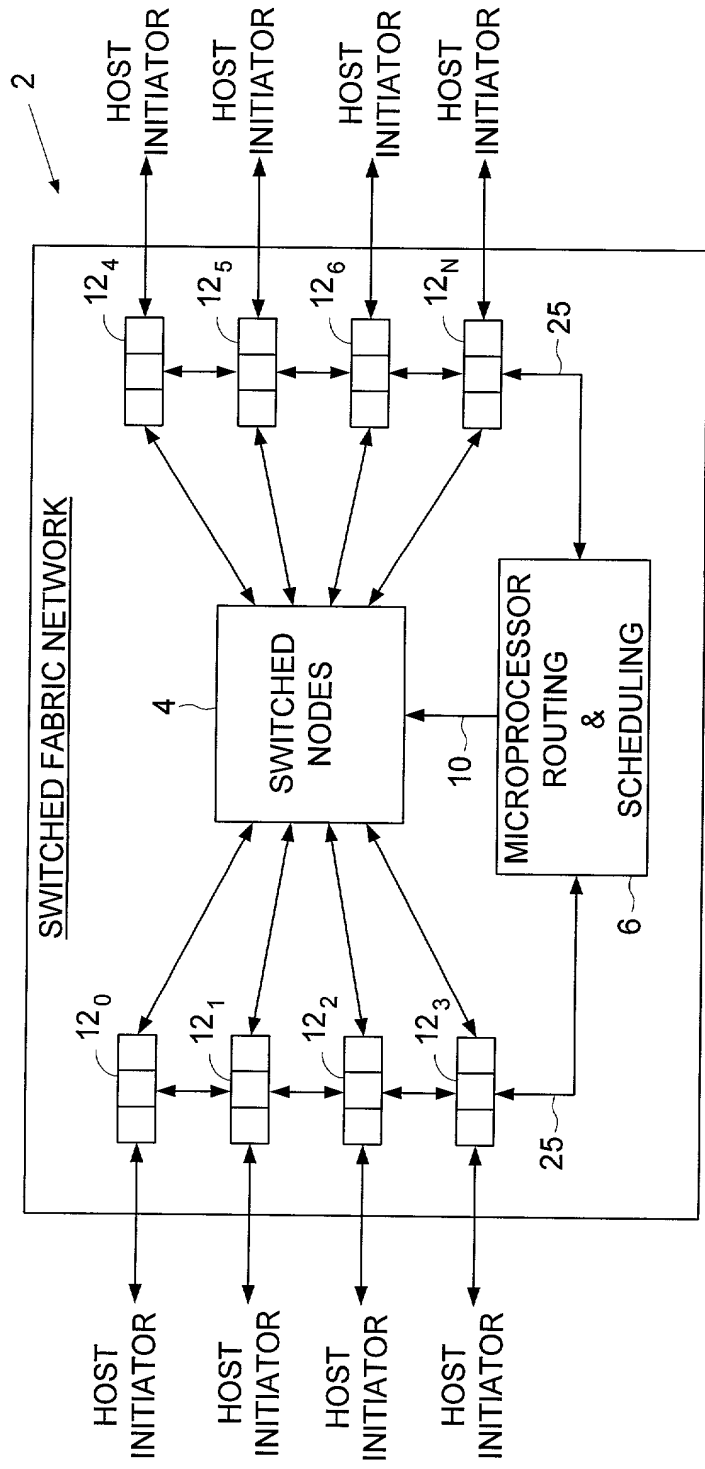 2
SWITCHED FABRIC NETWORK
HOST
INITIATOR
HOST
INITIATOR
HOST
INITIATOR
HOST
INITIATOR
12₀
12₁
12₂
12₃
25
4
SWITCHED
NODES
10
MICROPROCESSOR
ROUTING
&
SCHEDULING
6
12₄
12₅
12₆
12_N
25
HOST
INITIATOR
HOST
INITIATOR
HOST
INITIATOR
HOST
INITIATOR